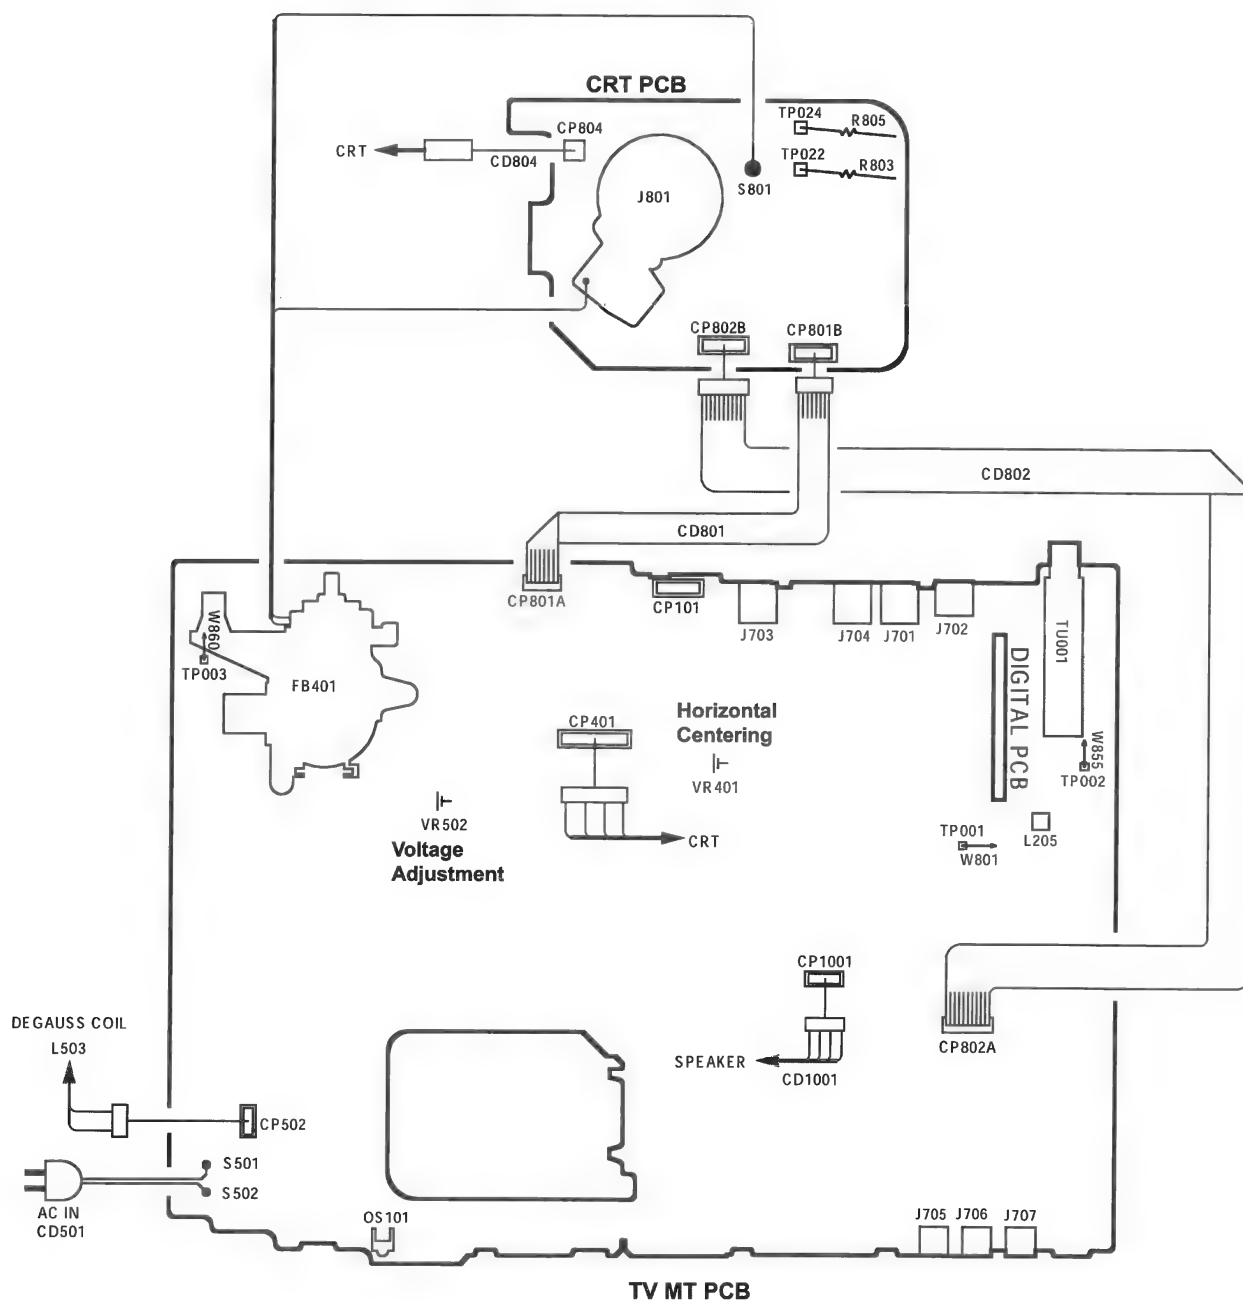 CRT PCB
TP024
R805
CP804
CRT
CD804
TP022
R803
J801
S801
CP802B
CP801B
CD802
CD801
CP801A
CP101
J703
J704
J701
J702
TU001
W860
TP003
FB401
DIGITAL PCB
CP401
Horizontal
Centering
VR401
W855
TP002
VR502
Voltage
Adjustment
CRT
TP001
W801
L205
CP1001
DEGAUSS COIL
L503
SPEAKER
CD1001
CP802A
CP502
S501
S502
AC IN
CD501
OS101
J705
J706
J707
TV MT PCB